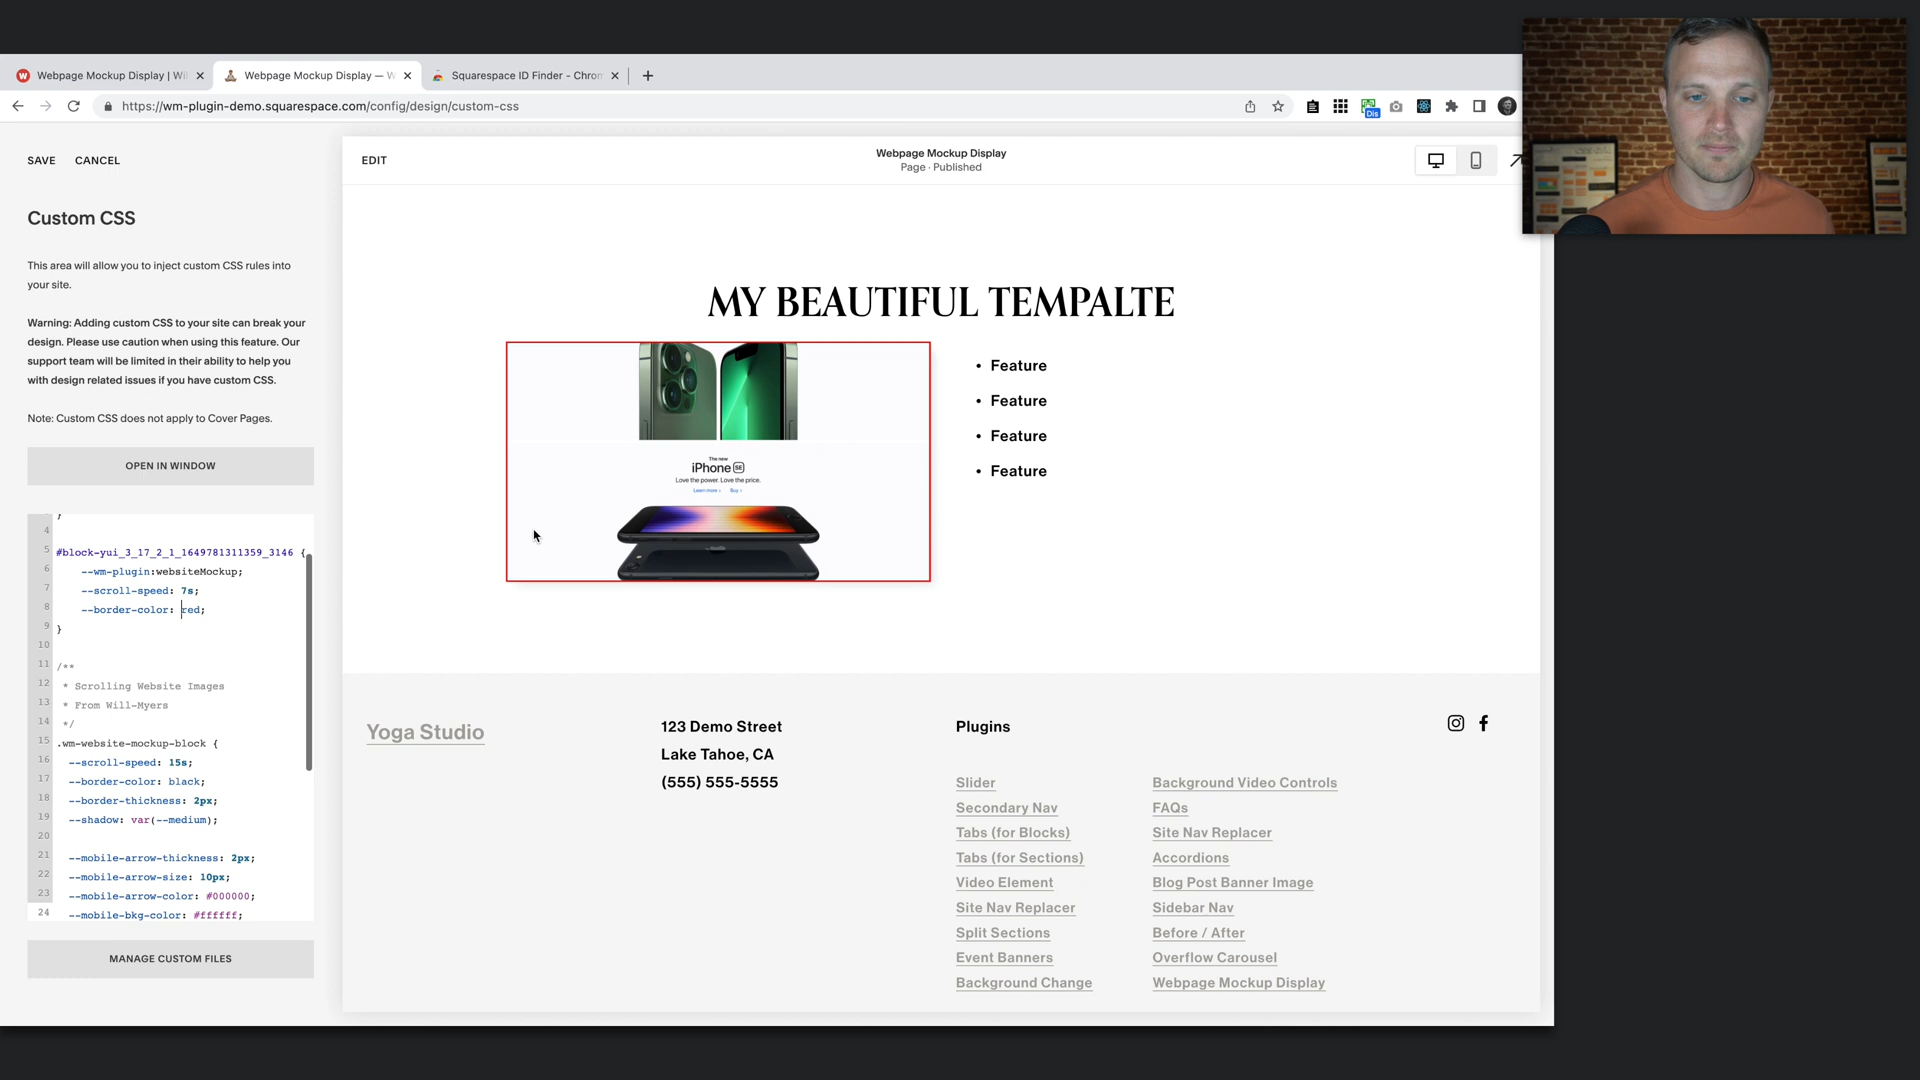 Webpage Mockup Display | Wil
Webpage Mockup Display — W
Squarespace ID Finder - Chrom
https://wm-plugin-demo.squarespace.com/config/design/custom-css
Dis
SAVE
CANCEL
Custom CSS
This area will allow you to inject custom CSS rules into
your site.
Warning: Adding custom CSS to your site can break your
design. Please use caution when using this feature. Our
support team will be limited in their ability to help you
with design related issues if you have custom CSS.
Note: Custom CSS does not apply to Cover Pages.
OPEN IN WINDOW
}
4
5 #block-yui_3_17_2_1_1649781311359_3146 {
6 --wm-plugin:websiteMockup;
7 --scroll-speed: 7s;
8 --border-color: red;
9 }
10
11 /**
12 * Scrolling Website Images
13 * From Will-Myers
14 */
15 .wm-website-mockup-block {
16 --scroll-speed: 15s;
17 --border-color: black;
18 --border-thickness: 2px;
19 --shadow: var(--medium);
20
21 --mobile-arrow-thickness: 2px;
22 --mobile-arrow-size: 10px;
23 --mobile-arrow-color: #000000;
24 --mobile-bkg-color: #ffffff;
MANAGE CUSTOM FILES
EDIT
Webpage Mockup Display
Page · Published
MY BEAUTIFUL TEMPALTE
The new
iPhone SE
Love the power. Love the price.
Learn more › Buy ›
• Feature
• Feature
• Feature
• Feature
Yoga Studio
123 Demo Street
Lake Tahoe, CA
(555) 555-5555
Plugins
Slider
Secondary Nav
Tabs (for Blocks)
Tabs (for Sections)
Video Element
Site Nav Replacer
Split Sections
Event Banners
Background Change
Background Video Controls
FAQs
Site Nav Replacer
Accordions
Blog Post Banner Image
Sidebar Nav
Before / After
Overflow Carousel
Webpage Mockup Display